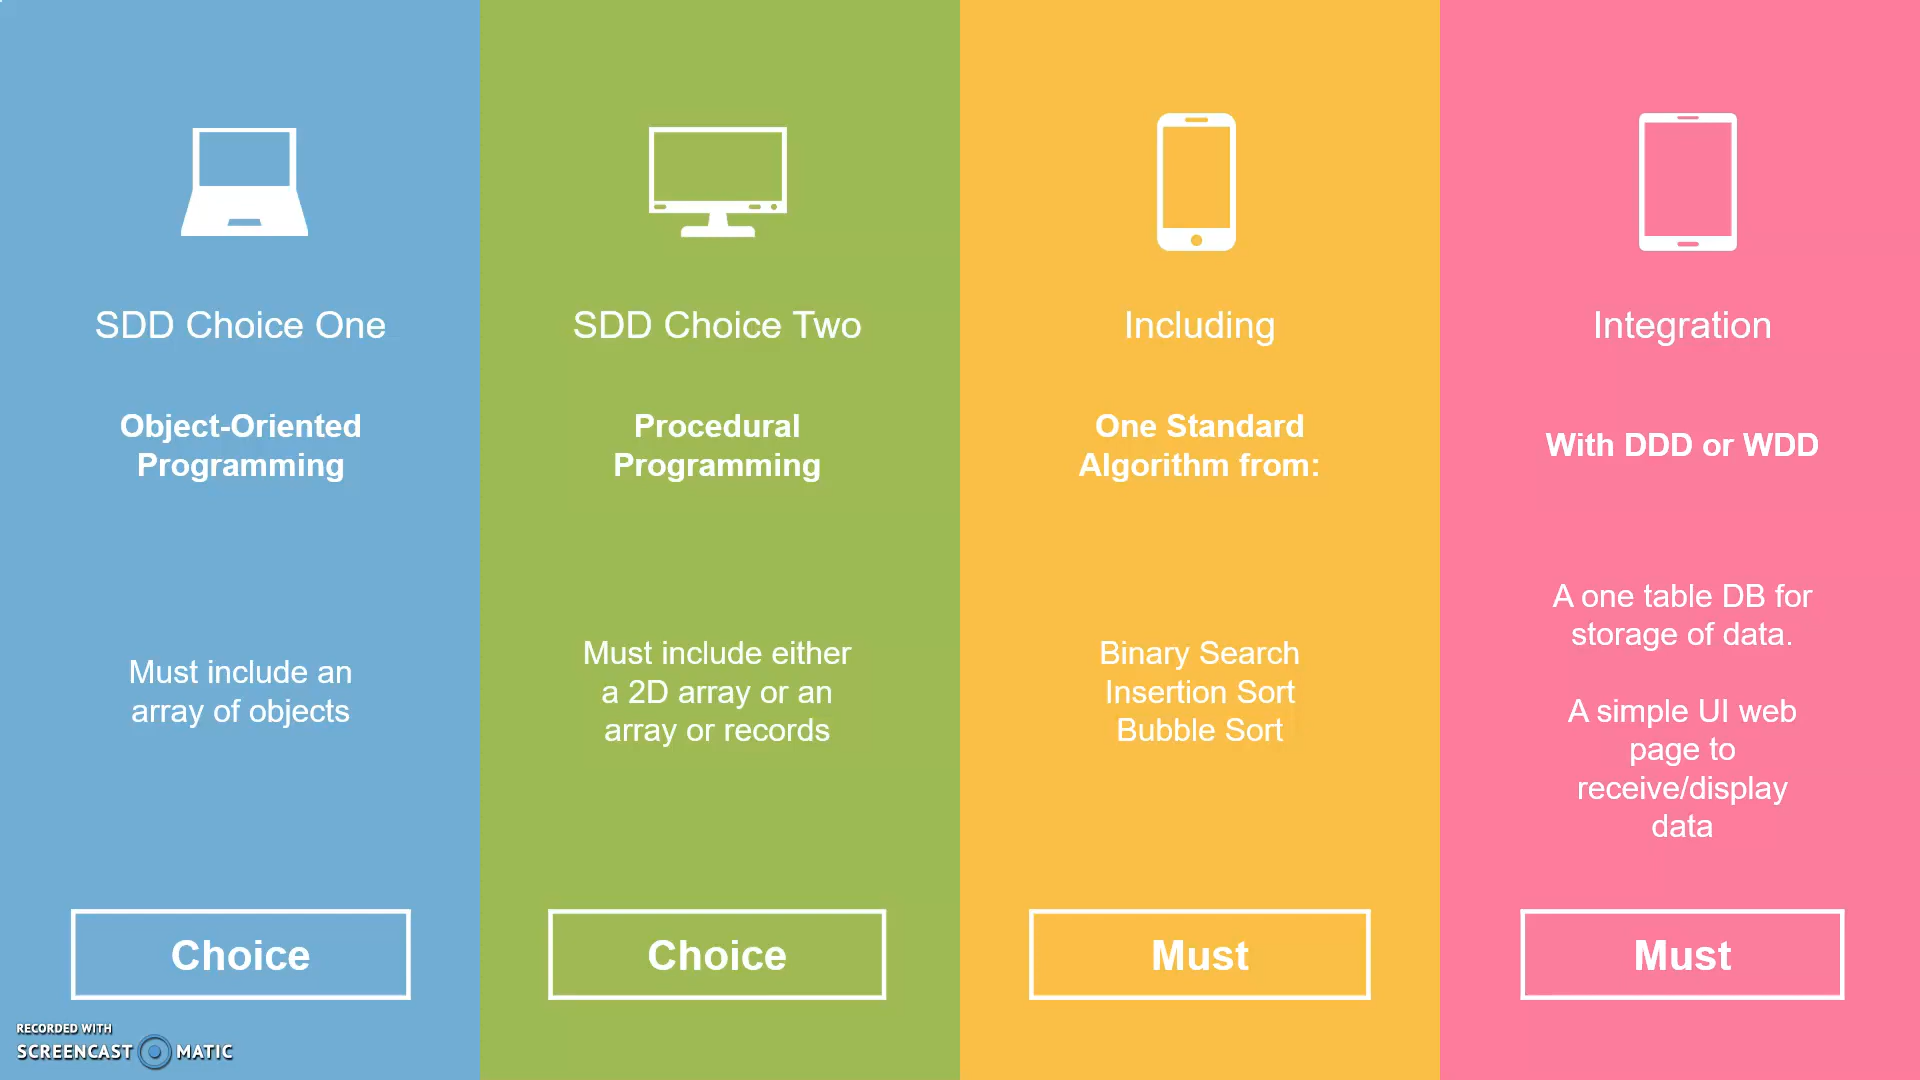 SDD Choice One
Object-Oriented
Programming
Must include an
array of objects
Choice
SDD Choice Two
Procedural
Programming
Must include either
a 2D array or an
array or records
Choice
Including
One Standard
Algorithm from:
Binary Search
Insertion Sort
Bubble Sort
Must
Integration
With DDD or WDD
A one table DB for
storage of data.
A simple UI web
page to
receive/display
data
Must
RECORDED WITH
SCREENCAST MATIC